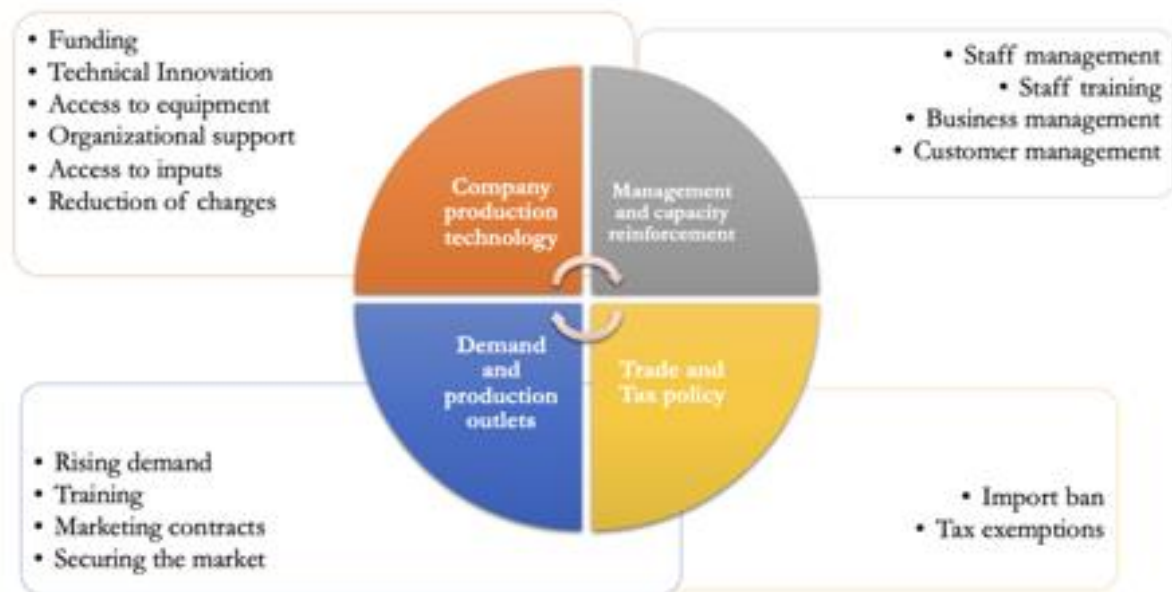 • Funding
• Technical Innovation
• Access to equipment
• Organizational support
• Access to inputs
• Reduction of charges
• Staff management
• Staff training
• Business management
• Customer management
Company
production
technology
Management
and capacity
reinforcement
Demand
and
production
outlets
Trade and
Tax policy
• Rising demand
• Training
• Marketing contracts
• Securing the market
• Import ban
• Tax exemptions